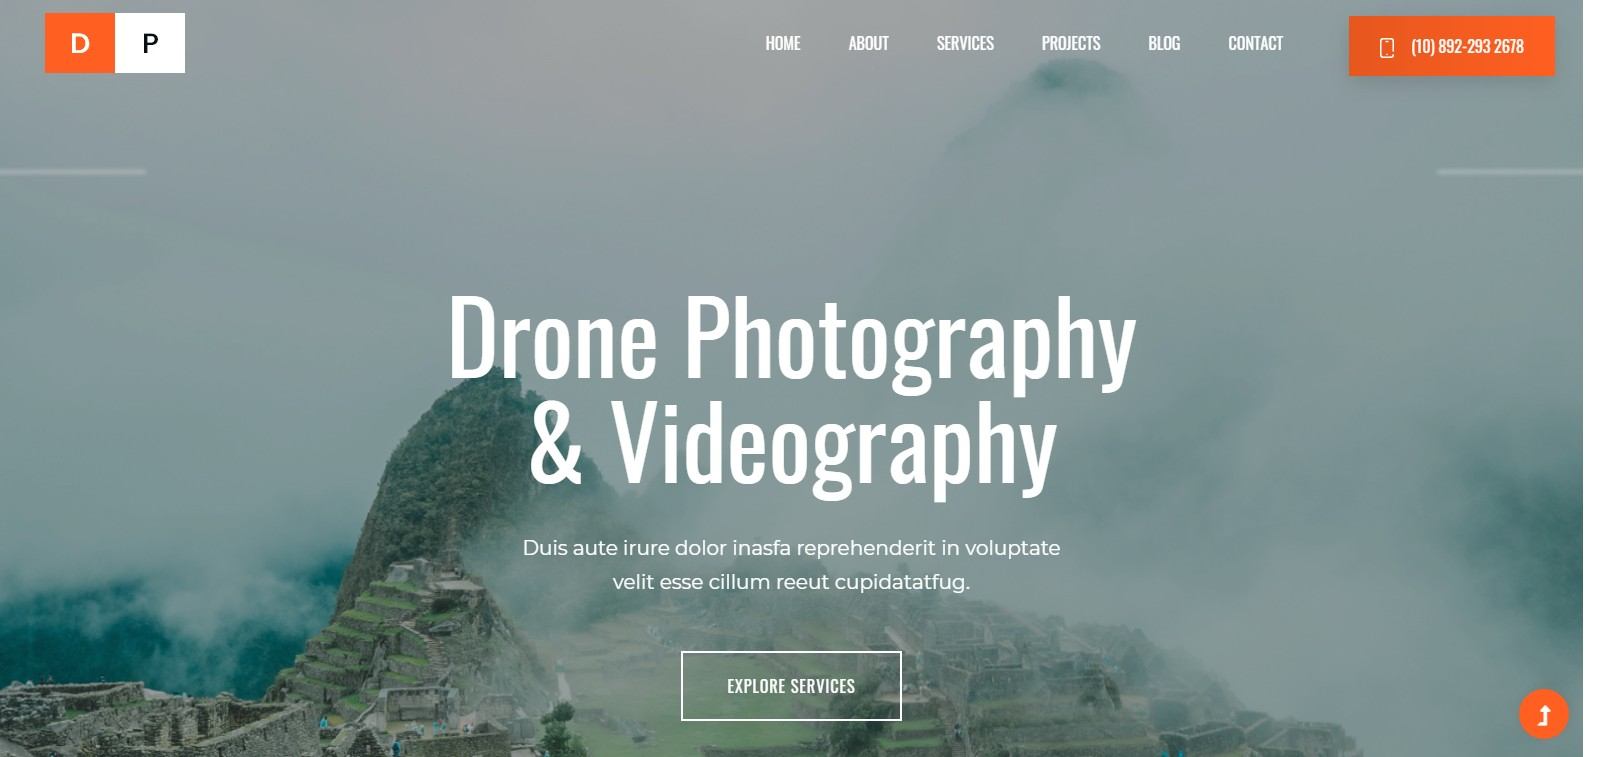 D P
HOME ABOUT SERVICES PROJECTS BLOG CONTACT
(10) 892-293 2678
Drone Photography
& Videography
Duis aute irure dolor inasfa reprehenderit in voluptate
velit esse cillum reeut cupidatatfug.
EXPLORE SERVICES